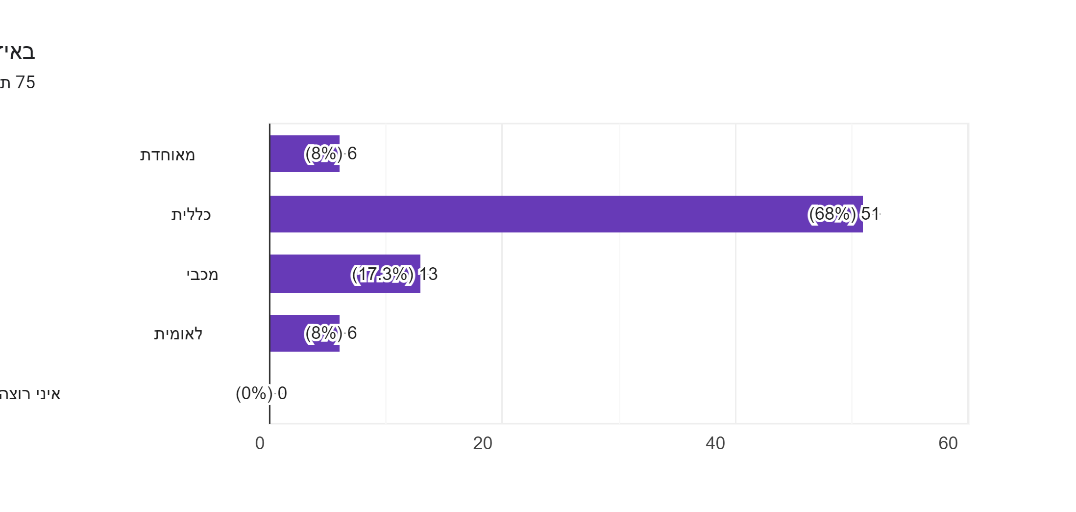 באיז
75 ת
מאוחדת
6 (8%)
כללית
51 (68%)
מכבי
13 (17.3%)
לאומית
6 (8%)
איני רוצה
0 (0%)
0 20 40 60